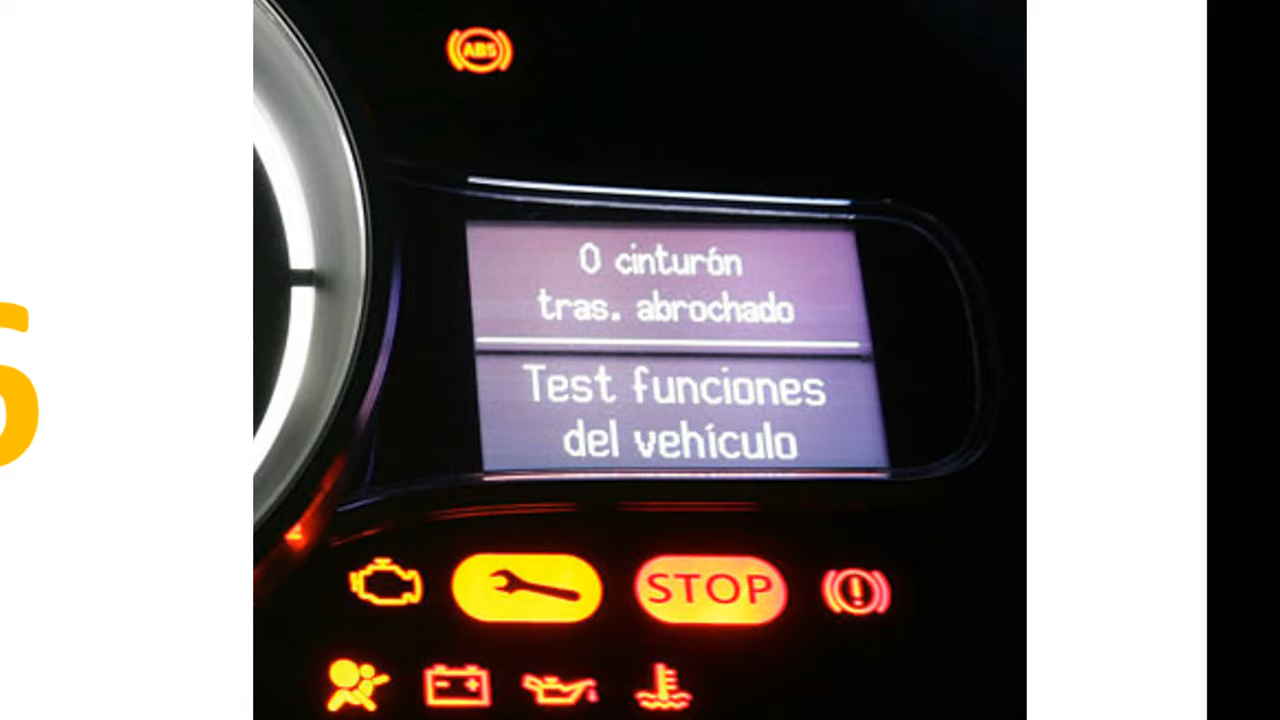 ABS
0 cinturón
tras. abrochado
Test funciones
del vehículo
STOP